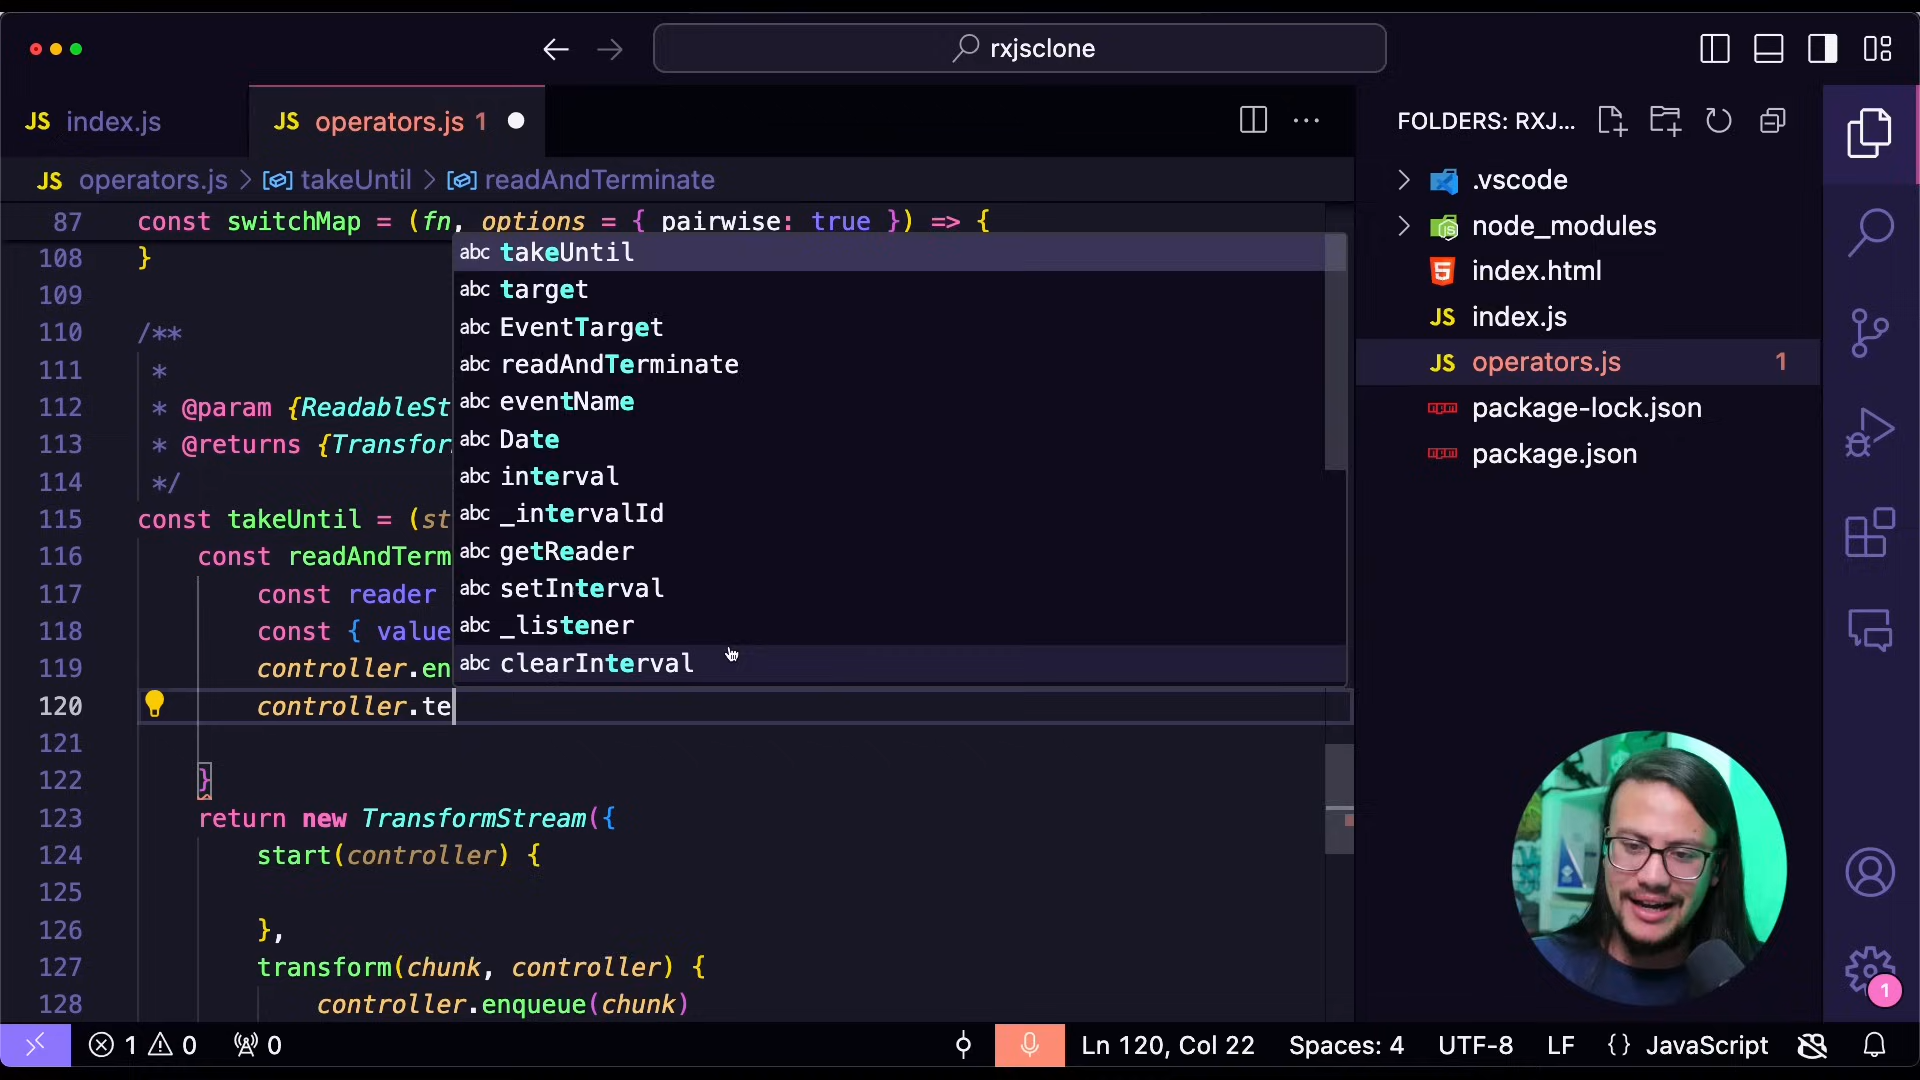 rxjsclone
JS index.js
JS operators.js 1
FOLDERS: RXJ...
JS operators.js > takeUntil > readAndTerminate
87 const switchMap = (fn, options = { pairwise: true }) => {
108 }
109
110 /**
111 *
112 * @param {ReadableSt
113 * @returns {Transfor
114 */
115 const takeUntil = (st
116 const readAndTerm
117 const reader
118 const { value
119 controller.en
120 controller.te
121
122 }
123 return new TransformStream({
124 start(controller) {
125
126 },
127 transform(chunk, controller) {
128 controller.enqueue(chunk)
abc takeUntil
abc target
abc EventTarget
abc readAndTerminate
abc eventName
abc Date
abc interval
abc _intervalId
abc getReader
abc setInterval
abc _listener
abc clearInterval
.vscode
node_modules
index.html
JS index.js
JS operators.js 1
package-lock.json
package.json
1
1 0 0
Ln 120, Col 22 Spaces: 4 UTF-8 LF {} JavaScript